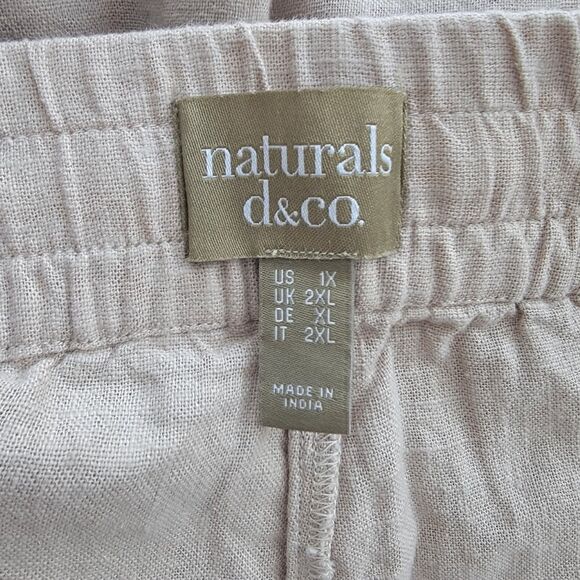 naturals
d&co.
US 1X
UK 2XL
DE XL
IT 2XL
MADE IN
INDIA